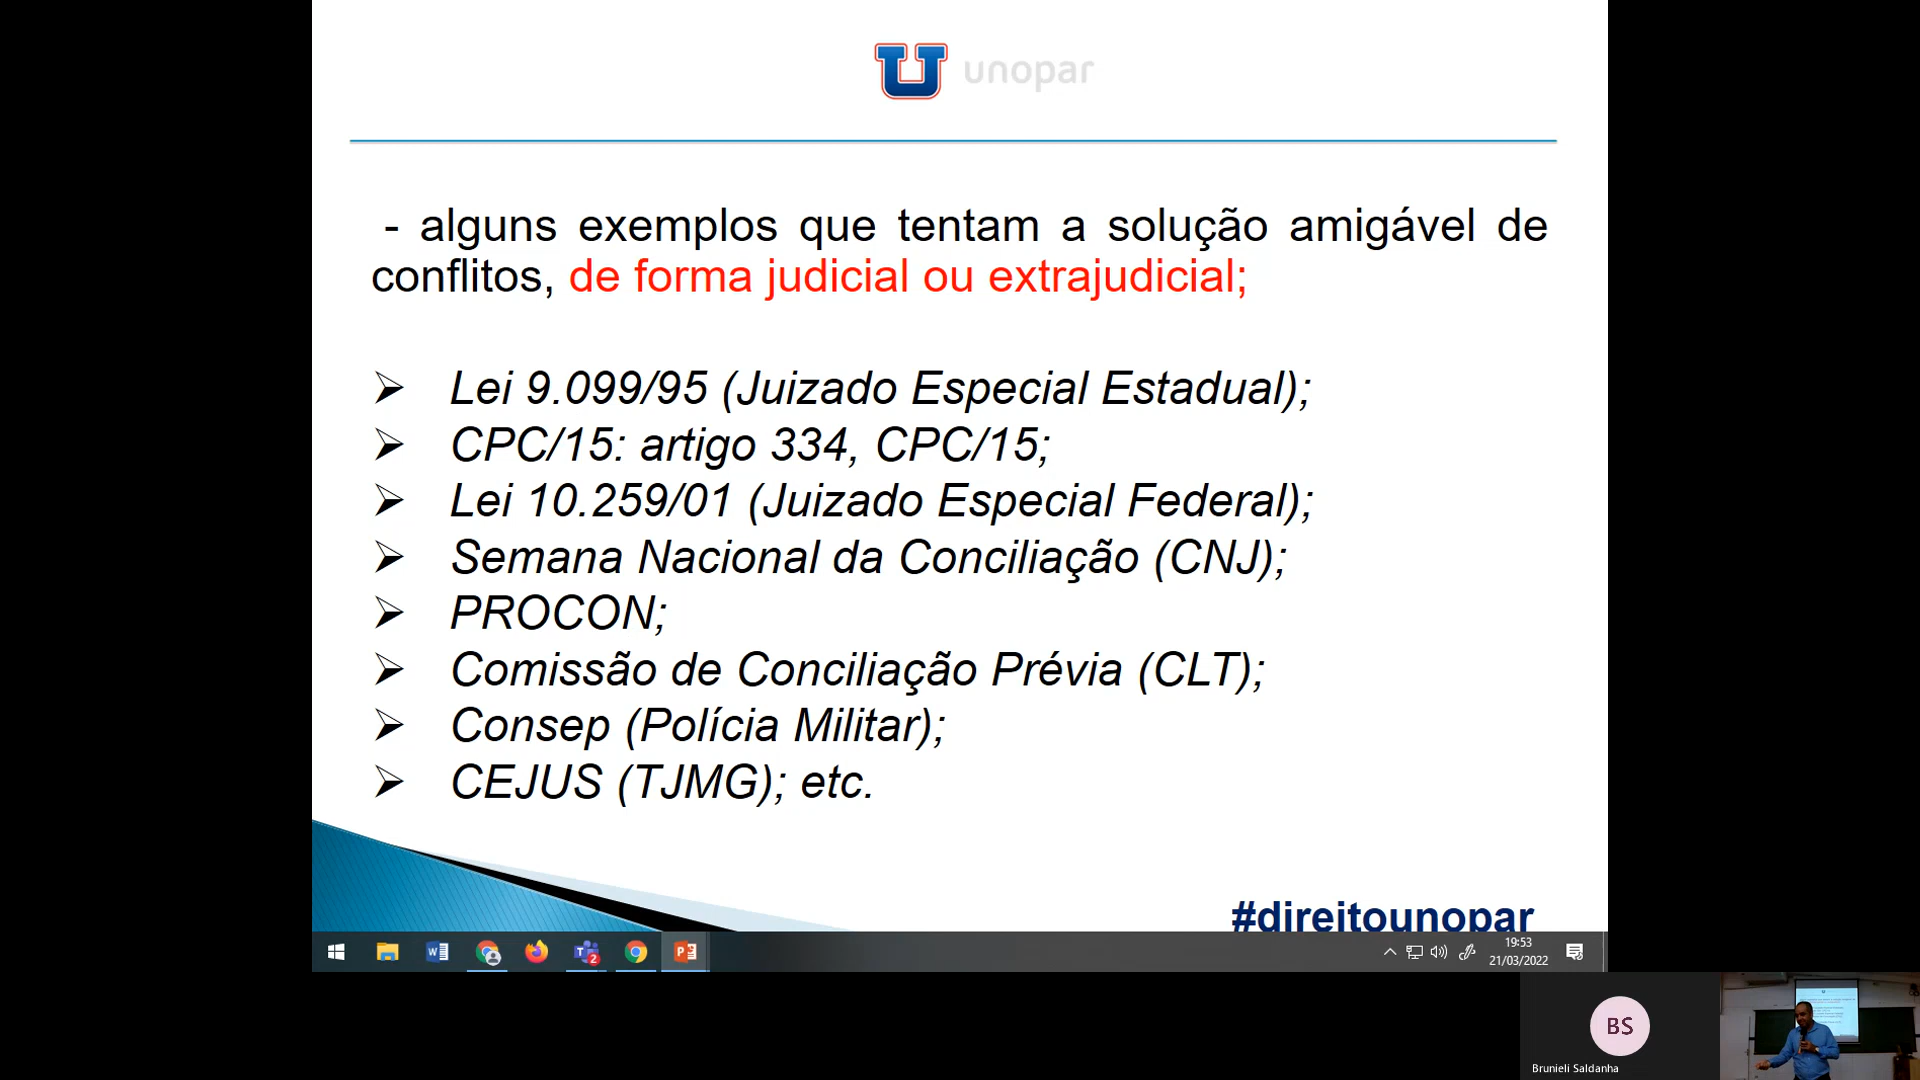 unopar
- alguns exemplos que tentam a solução amigável de
conflitos, de forma judicial ou extrajudicial;
Lei 9.099/95 (Juizado Especial Estadual);
CPC/15: artigo 334, CPC/15;
Lei 10.259/01 (Juizado Especial Federal);
Semana Nacional da Conciliação (CNJ);
PROCON;
Comissão de Conciliação Prévia (CLT);
Consep (Polícia Militar);
CEJUS (TJMG); etc.
#direitounopar
2
19:53
21/03/2022
BS
Brunieli Saldanha